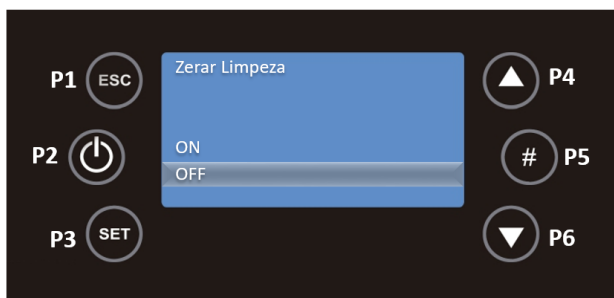 P1 ESC
P2
P3 SET
Zerar Limpeza
ON
OFF
P4
# P5
P6